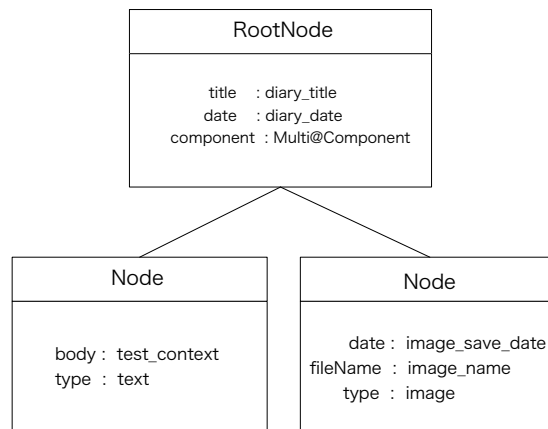 RootNode
title : diary_title
date : diary_date
component : Multi@Component
Node
body : test_context
type : text
Node
date : image_save_date
fileName : image_name
type : image